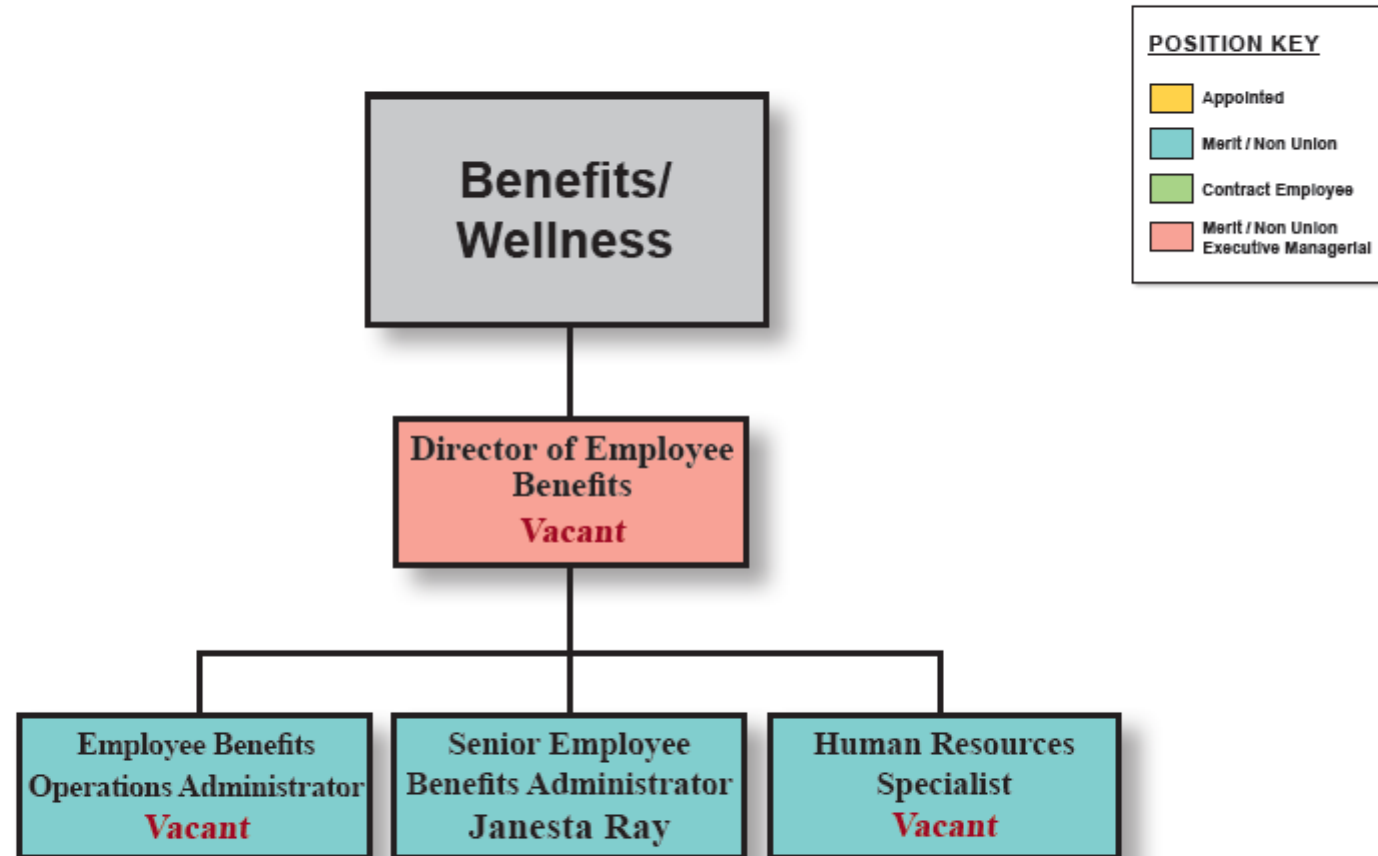 POSITION KEY
Appointed
Merit / Non Union
Contract Employee
Merit / Non Union
Executive Managerial
Benefits/
Wellness
Director of Employee
Benefits
Vacant
Employee Benefits
Operations Administrator
Vacant
Senior Employee
Benefits Administrator
Janesta Ray
Human Resources
Specialist
Vacant